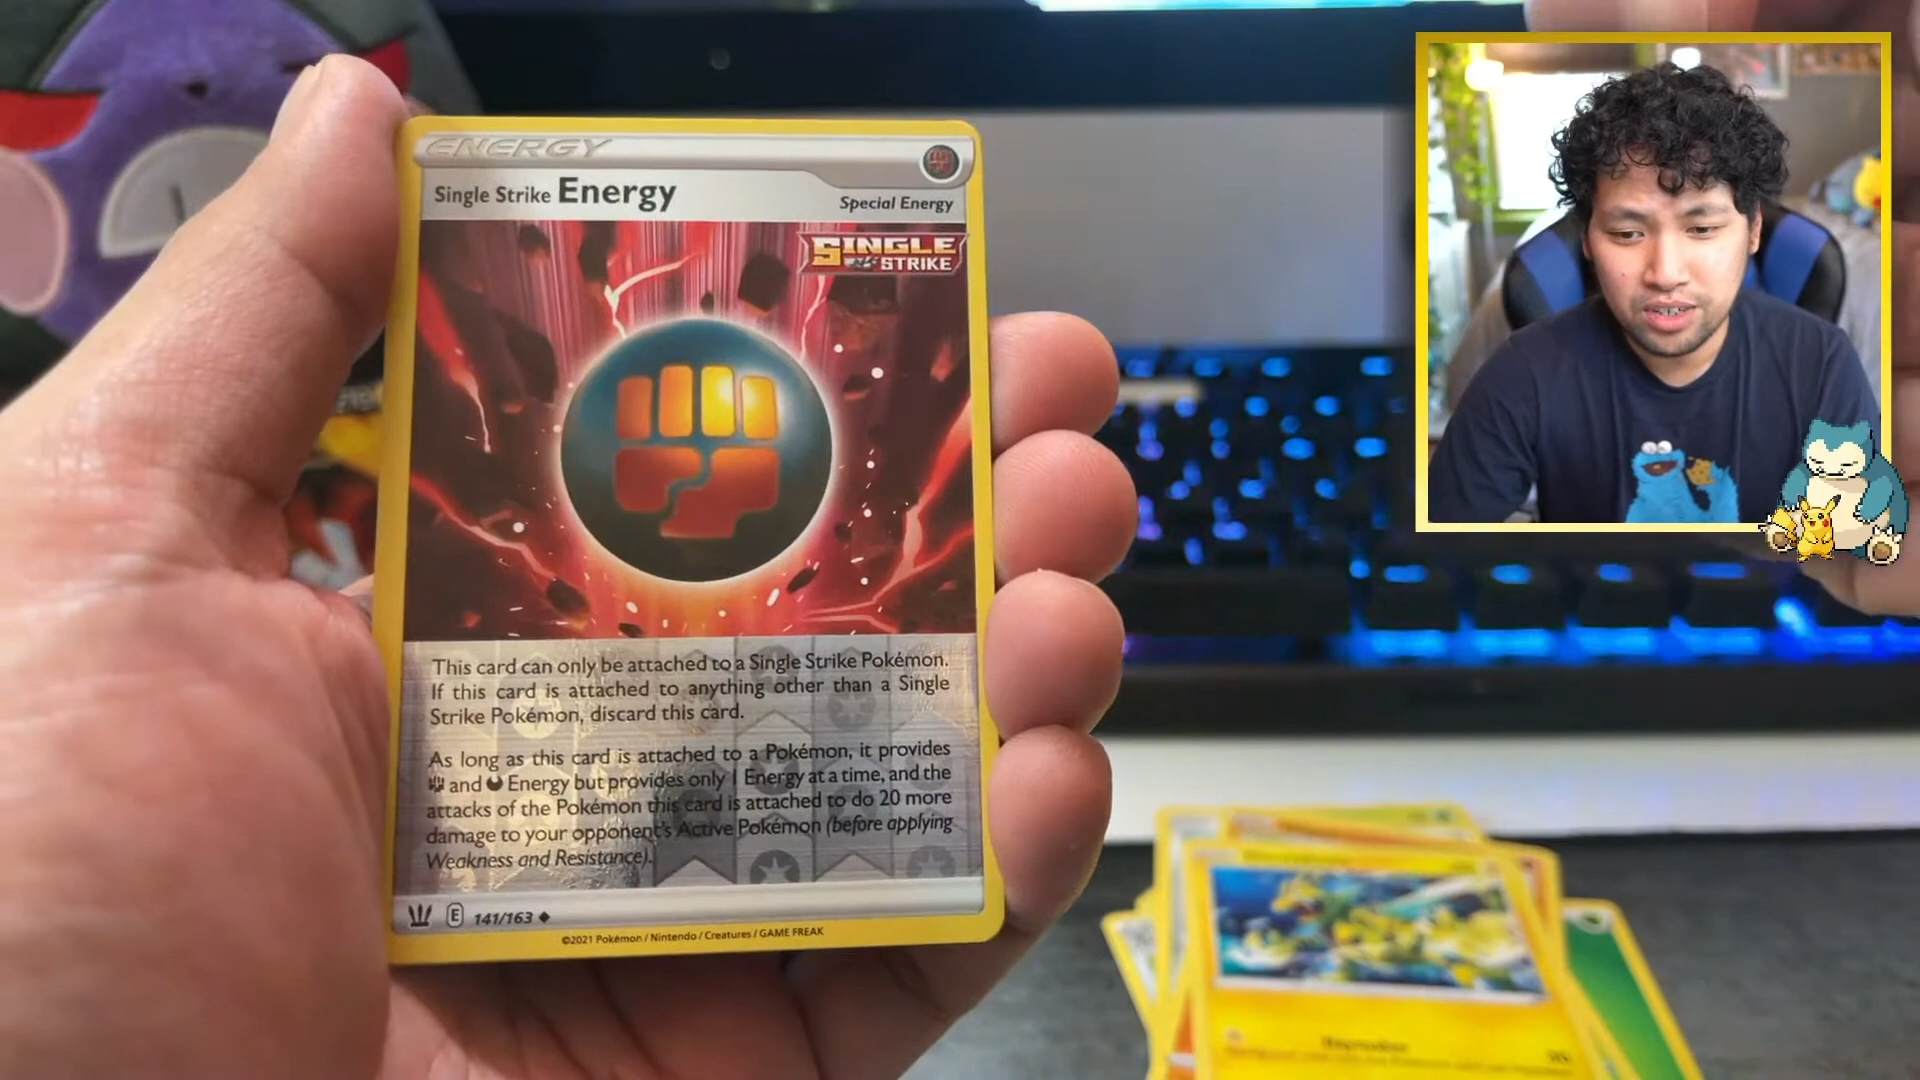 ENERGY
Single Strike Energy
Special Energy
SINGLE
STRIKE
This card can only be attached to a Single Strike Pokémon.
If this card is attached to anything other than a Single
Strike Pokémon, discard this card.
As long as this card is attached to a Pokémon, it provides
and Energy but provides only 1 Energy at a time, and the
attacks of the Pokémon this card is attached to do 20 more
damage to your opponent's Active Pokémon (before applying
Weakness and Resistance).
E 141/163
©2021 Pokémon / Nintendo / Creatures / GAME FREAK